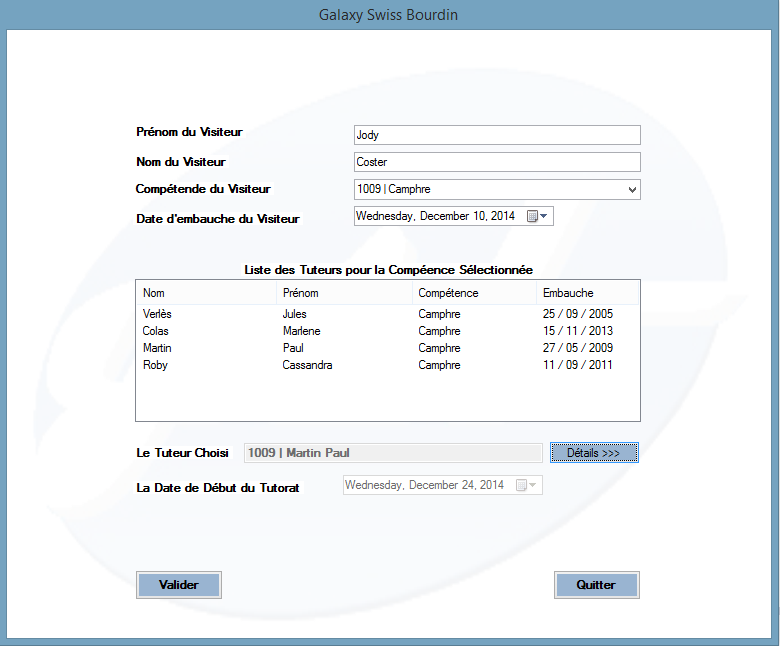 Galaxy Swiss Bourdin
Prénom du Visiteur Jody
Nom du Visiteur Coster
Compétende du Visiteur 1009 | Camphre
Date d'embauche du Visiteur Wednesday, December 10, 2014
Liste des Tuteurs pour la Compéence Sélectionnée
Nom Prénom Compétence Embauche
Verlès Jules Camphre 25 / 09 / 2005
Colas Marlene Camphre 15 / 11 / 2013
Martin Paul Camphre 27 / 05 / 2009
Roby Cassandra Camphre 11 / 09 / 2011
Le Tuteur Choisi 1009 | Martin Paul Détails >>>
La Date de Début du Tutorat Wednesday, December 24, 2014
Valider Quitter